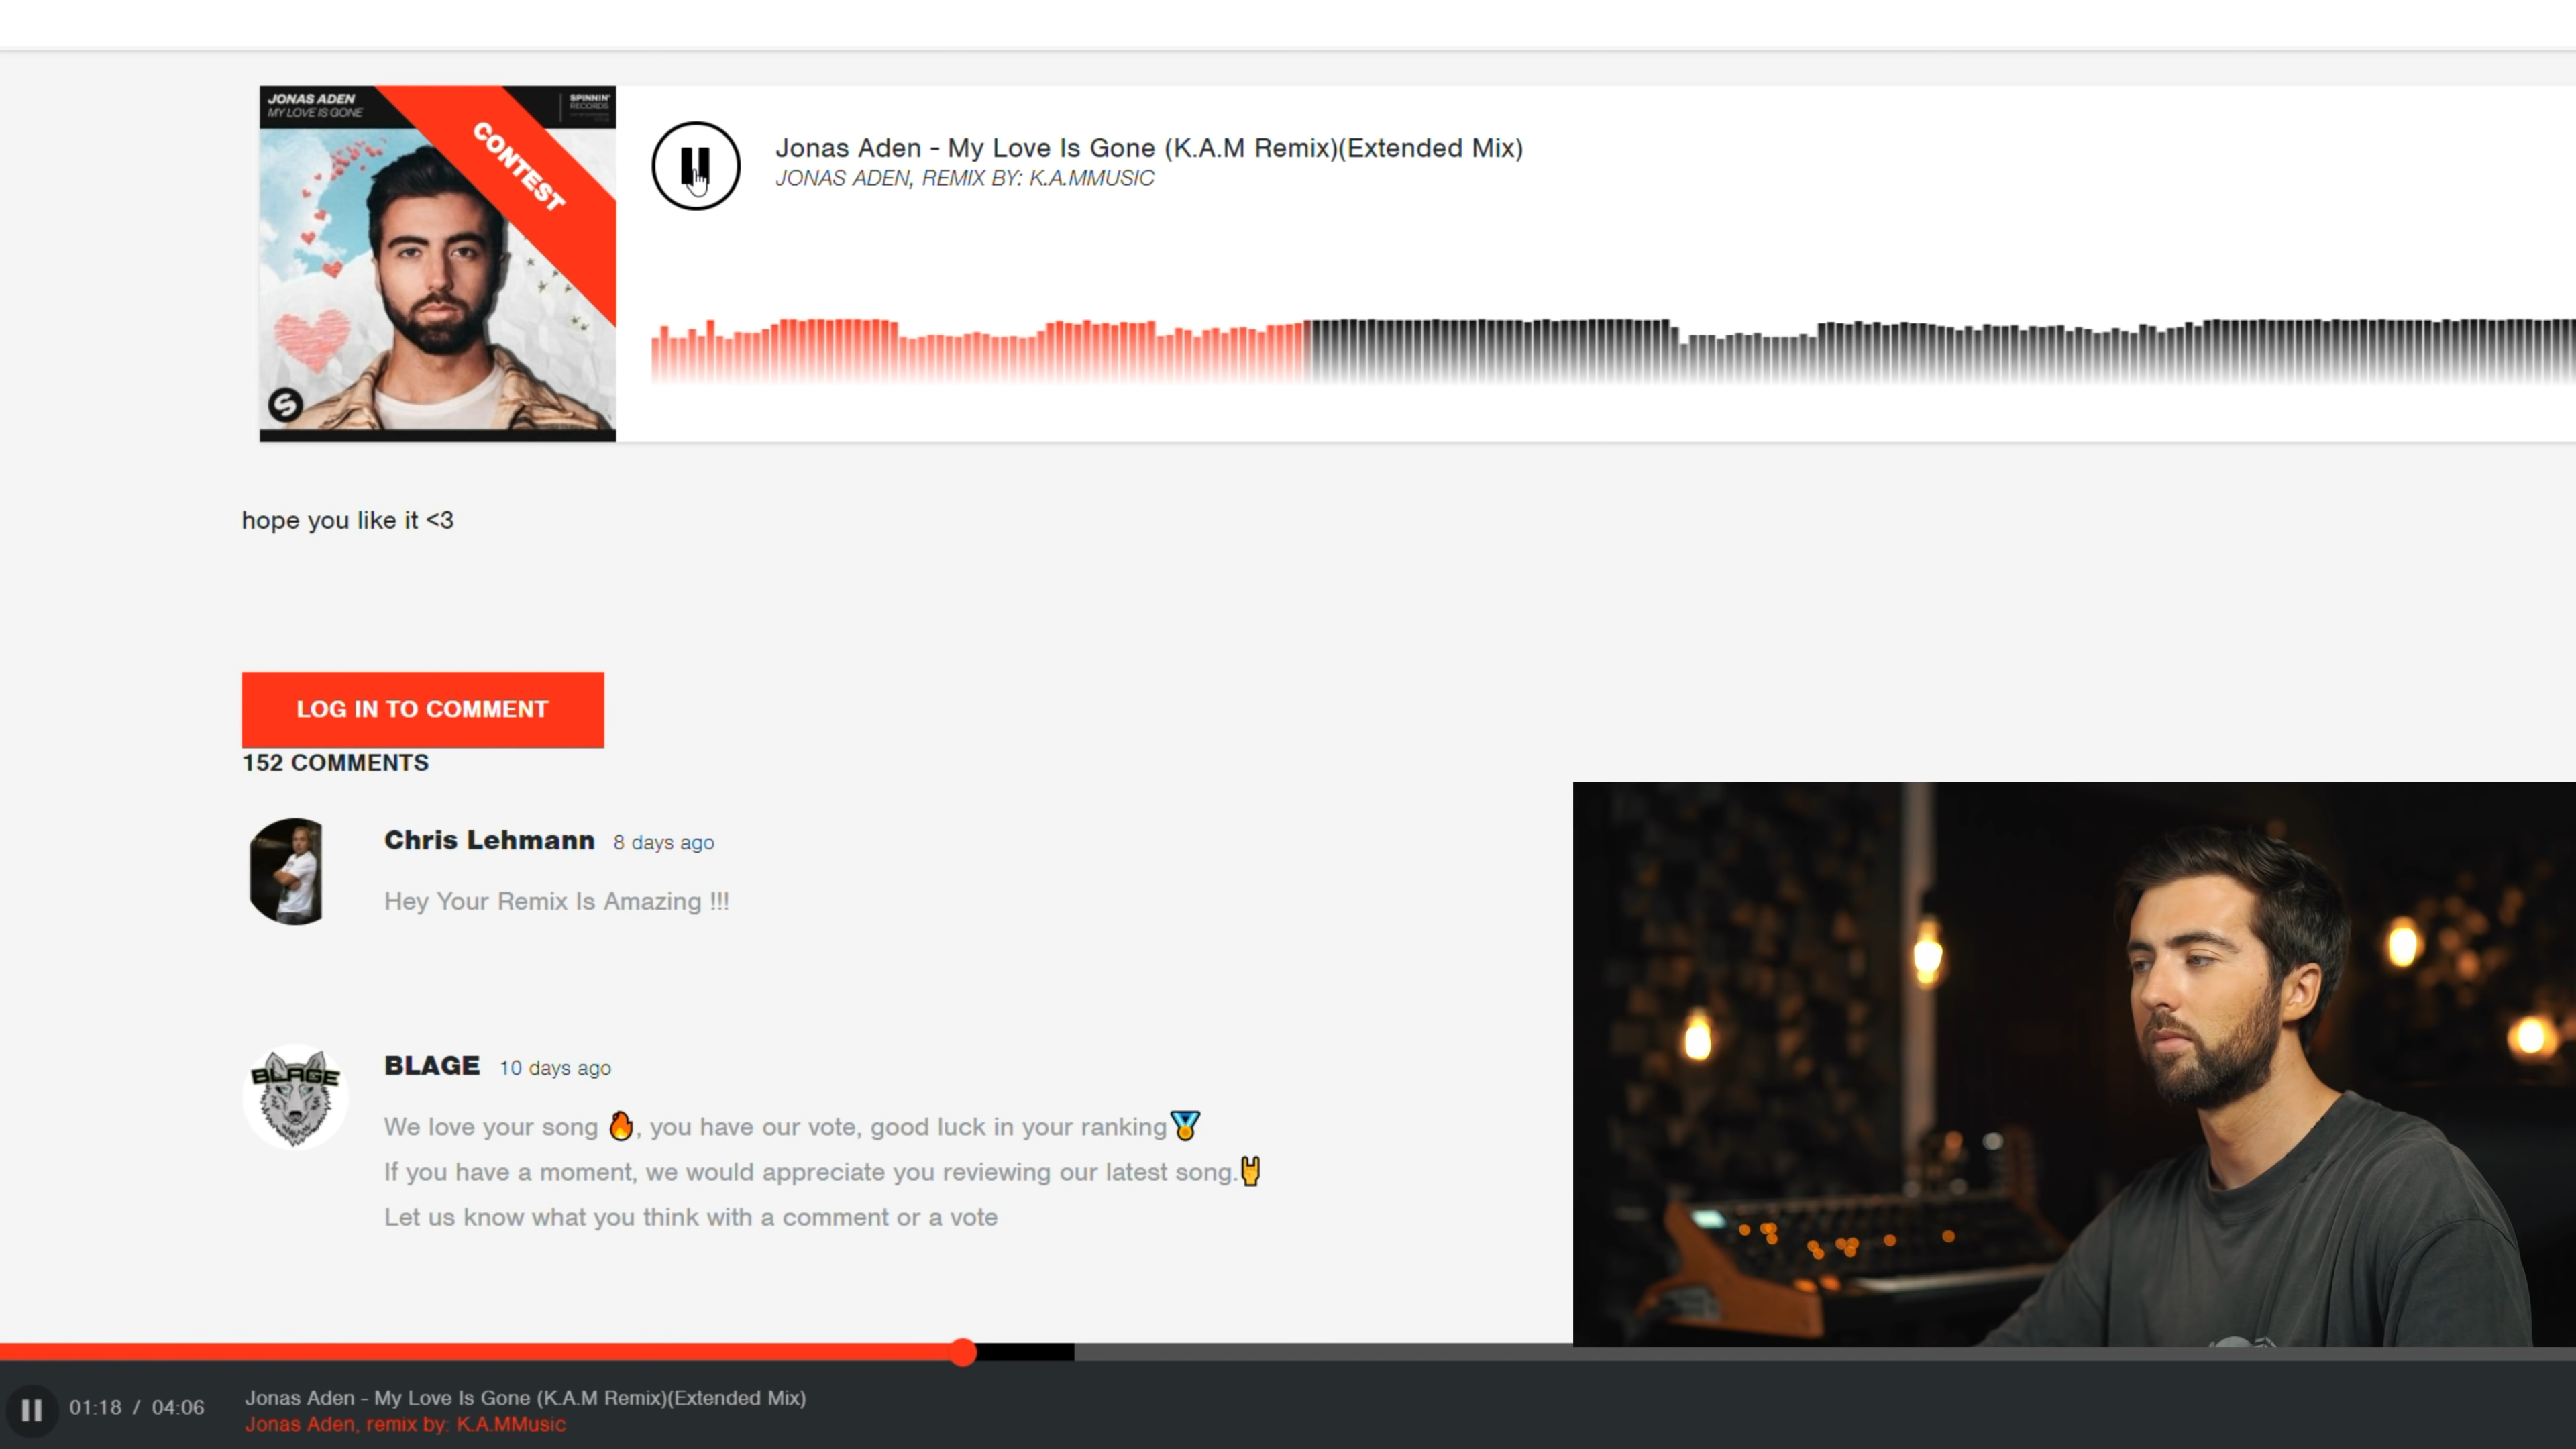 JONAS ADEN
MY LOVE IS GONE
SPINNIN'
RECORDS
CONTEST
Jonas Aden - My Love Is Gone (K.A.M Remix)(Extended Mix)
JONAS ADEN, REMIX BY: K.A.MMUSIC
hope you like it <3
LOG IN TO COMMENT
152 COMMENTS
Chris Lehmann 8 days ago
Hey Your Remix Is Amazing !!!
BLAGE
BLAGE 10 days ago
We love your song 🔥, you have our vote, good luck in your ranking🏅
If you have a moment, we would appreciate you reviewing our latest song.🤘
Let us know what you think with a comment or a vote
01:18 / 04:06
Jonas Aden - My Love Is Gone (K.A.M Remix)(Extended Mix)
Jonas Aden, remix by: K.A.MMusic